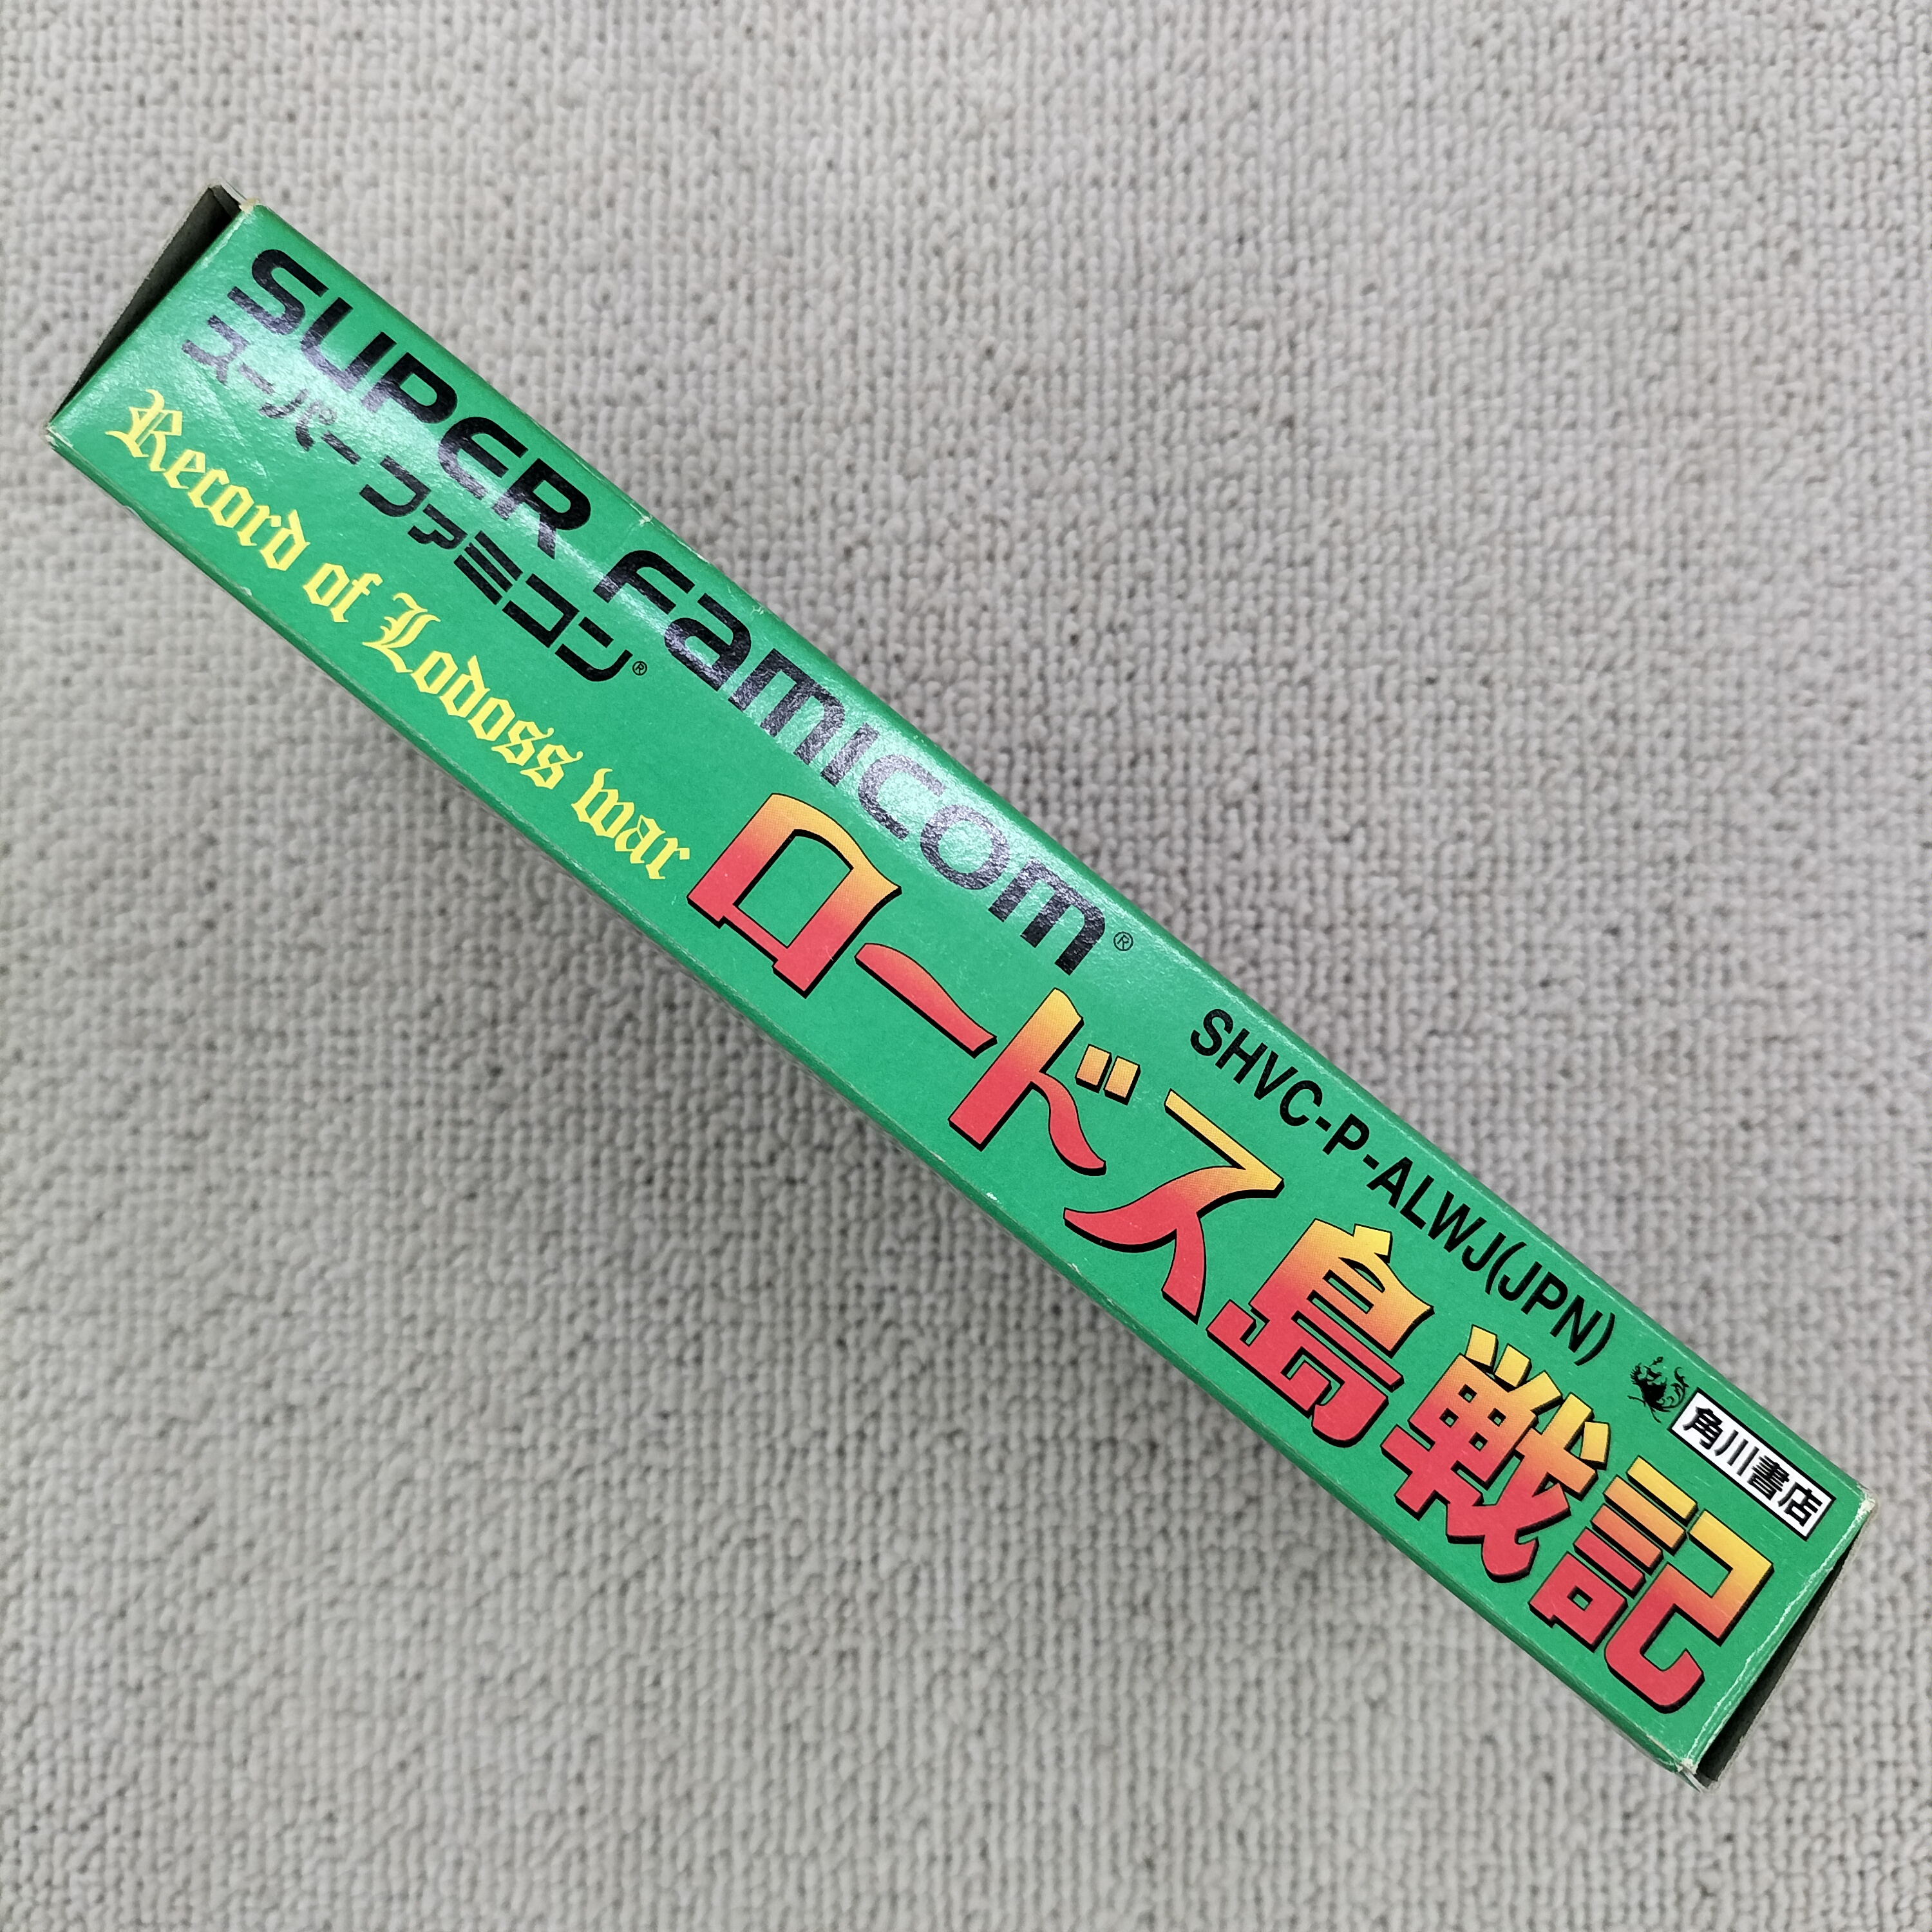 SUPER Famicom®
スーパーファミコン®
SHVC-P-ALWJ(JPN)
角川書店
Record of Lodoss war
ロードス島戦記